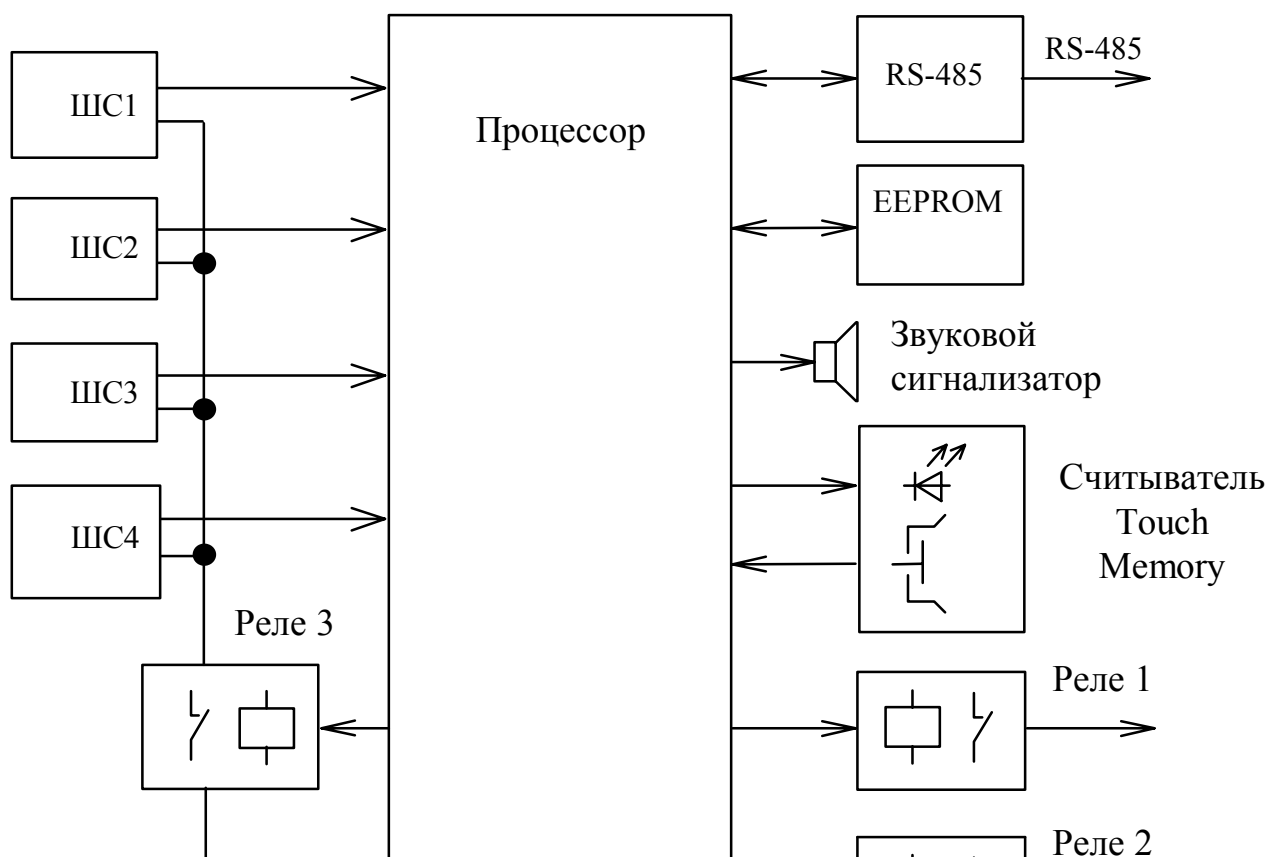 ШС1
ШС2
ШС3
ШС4
Реле 3
Процессор
RS-485
RS-485
EEPROM
Звуковой
сигнализатор
Считыватель
Touch
Memory
Реле 1
Реле 2